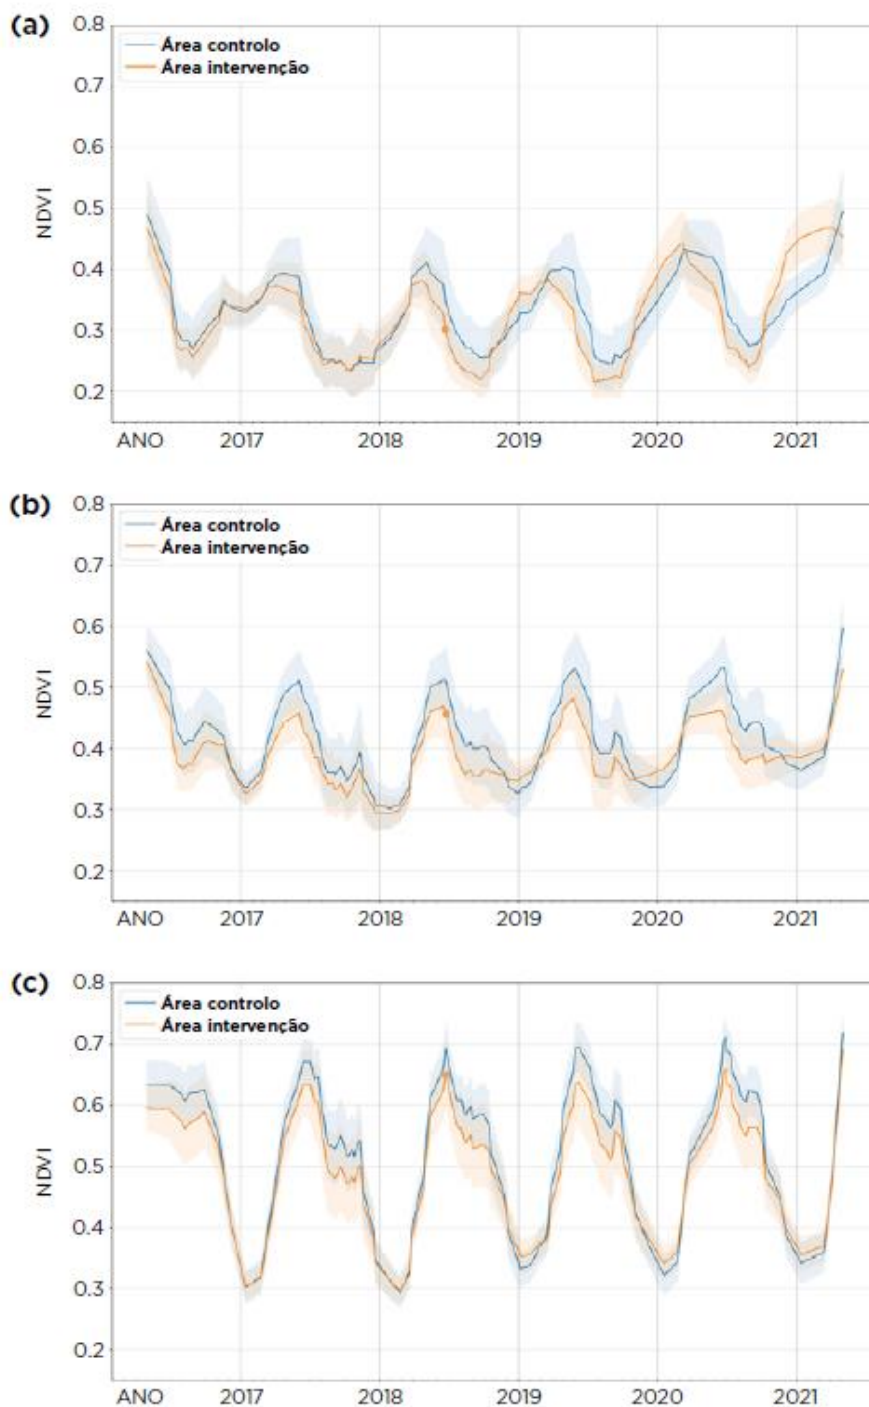 (a)
0.8
Área controlo
Área intervenção
0.7
0.6
NDVI
0.5
0.4
0.3
0.2
ANO 2017 2018 2019 2020 2021
(b)
0.8
Área controlo
Área intervenção
0.7
0.6
NDVI
0.5
0.4
0.3
0.2
ANO 2017 2018 2019 2020 2021
(c)
0.8
Área controlo
Área intervenção
0.7
0.6
NDVI
0.5
0.4
0.3
0.2
ANO 2017 2018 2019 2020 2021